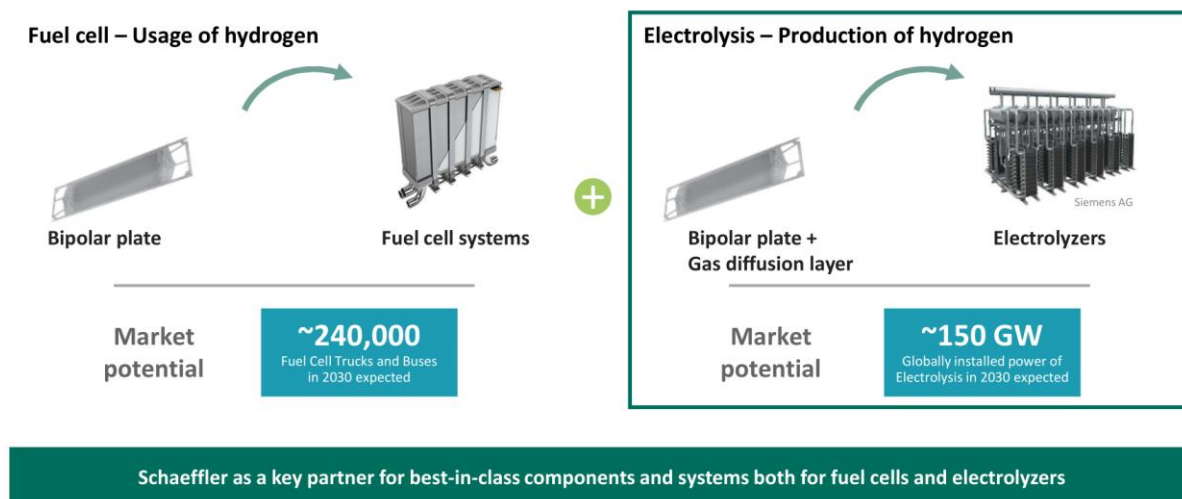 Fuel cell – Usage of hydrogen
Bipolar plate
Fuel cell systems
Market
potential
~240,000
Fuel Cell Trucks and Buses
in 2030 expected
Electrolysis – Production of hydrogen
Siemens AG
Bipolar plate +
Gas diffusion layer
Electrolyzers
Market
potential
~150 GW
Globally installed power of
Electrolysis in 2030 expected
Schaeffler as a key partner for best-in-class components and systems both for fuel cells and electrolyzers